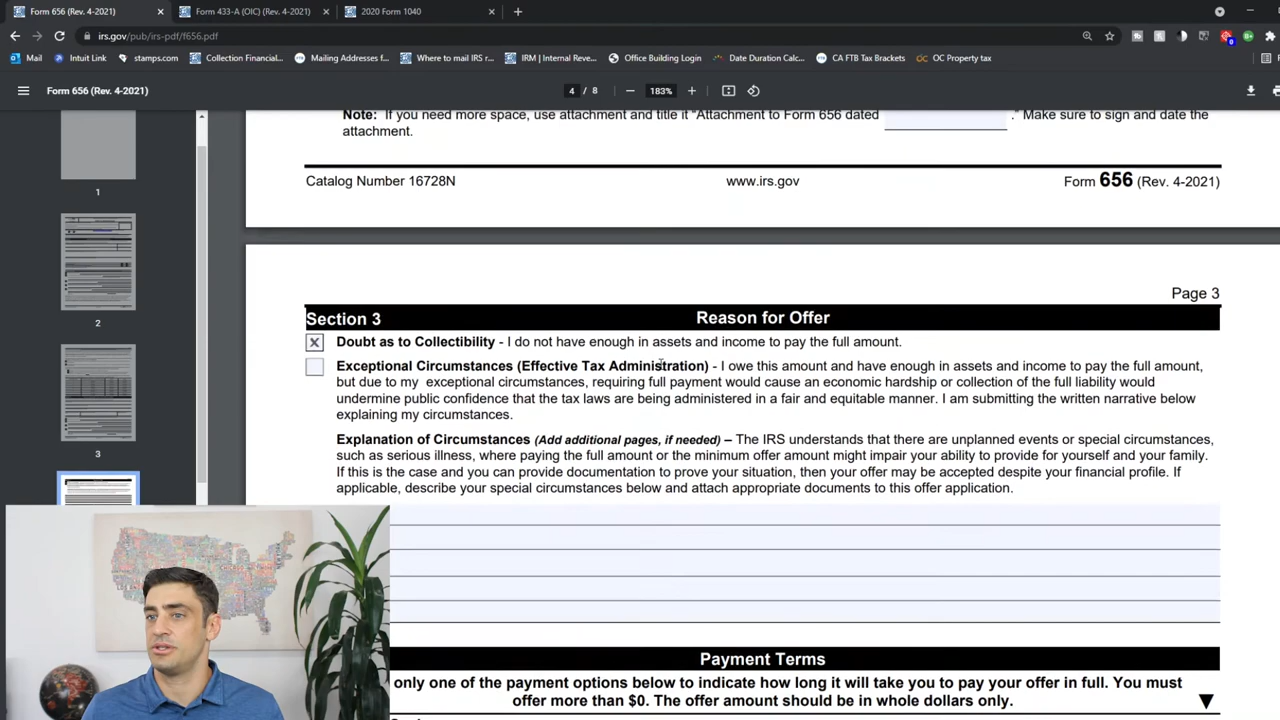 Form 656 (Rev. 4-2021)
Form 433-A (OIC) (Rev. 4-2021)
2020 Form 1040
irs.gov/pub/irs-pdf/f656.pdf
Mail
Intuit Link
stamps.com
Collection Financial...
Mailing Addresses f...
Where to mail IRS r...
IRM | Internal Reve...
Office Building Login
Date Duration Calc...
CA FTB Tax Brackets
OC Property tax
Form 656 (Rev. 4-2021)
4 / 8
183%
1
2
3
Note: If you need more space, use attachment and title it "Attachment to Form 656 dated ." Make sure to sign and date the
attachment.
Catalog Number 16728N
www.irs.gov
Form 656 (Rev. 4-2021)
Page 3
Section 3
Reason for Offer
Doubt as to Collectibility - I do not have enough in assets and income to pay the full amount.
Exceptional Circumstances (Effective Tax Administration) - I owe this amount and have enough in assets and income to pay the full amount,
but due to my exceptional circumstances, requiring full payment would cause an economic hardship or collection of the full liability would
undermine public confidence that the tax laws are being administered in a fair and equitable manner. I am submitting the written narrative below
explaining my circumstances.
Explanation of Circumstances (Add additional pages, if needed) – The IRS understands that there are unplanned events or special circumstances,
such as serious illness, where paying the full amount or the minimum offer amount might impair your ability to provide for yourself and your family.
If this is the case and you can provide documentation to prove your situation, then your offer may be accepted despite your financial profile. If
applicable, describe your special circumstances below and attach appropriate documents to this offer application.
Payment Terms
only one of the payment options below to indicate how long it will take you to pay your offer in full. You must
offer more than $0. The offer amount should be in whole dollars only.